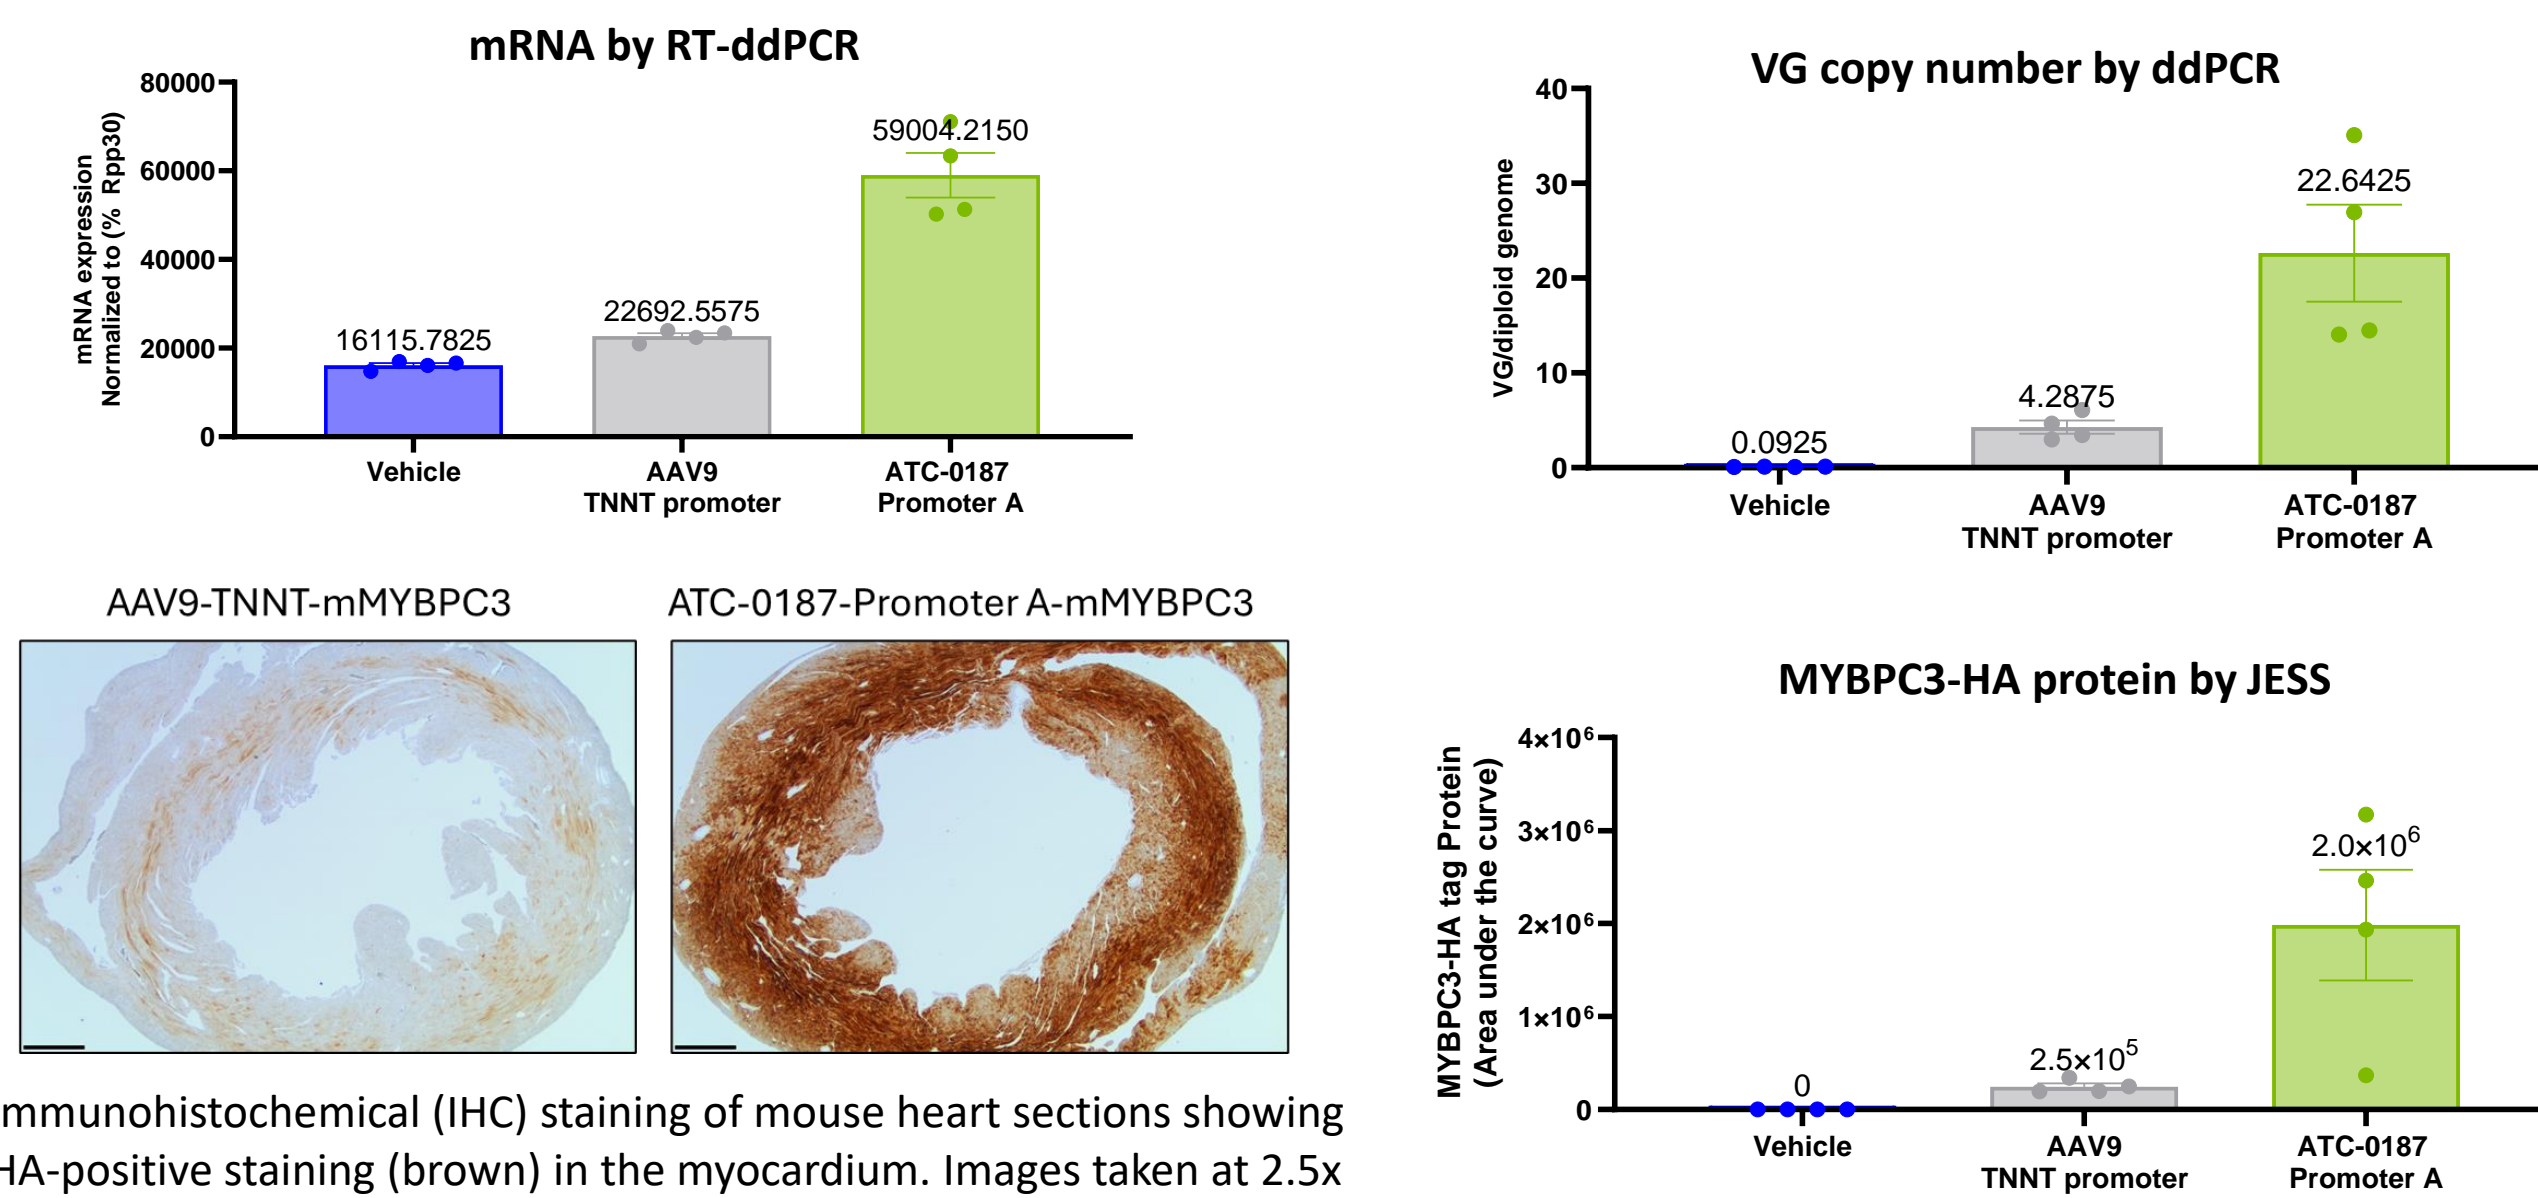 mRNA by RT-ddPCR
mRNA expression
Normalized to (% Rpp30)
80000
60000
40000
20000
0
16115.7825
22692.5575
59004.2150
Vehicle
AAV9
TNNT promoter
ATC-0187
Promoter A
VG copy number by ddPCR
VG/diploid genome
40
30
20
10
0
0.0925
4.2875
22.6425
Vehicle
AAV9
TNNT promoter
ATC-0187
Promoter A
AAV9-TNNT-mMYBPC3
ATC-0187-Promoter A-mMYBPC3
mmunohistochemical (IHC) staining of mouse heart sections showing
HA-positive staining (brown) in the myocardium. Images taken at 2.5x
MYBPC3-HA protein by JESS
MYBPC3-HA tag Protein
(Area under the curve)
4×10⁶
3×10⁶
2×10⁶
1×10⁶
0
0
2.5×10⁵
2.0×10⁶
Vehicle
AAV9
TNNT promoter
ATC-0187
Promoter A